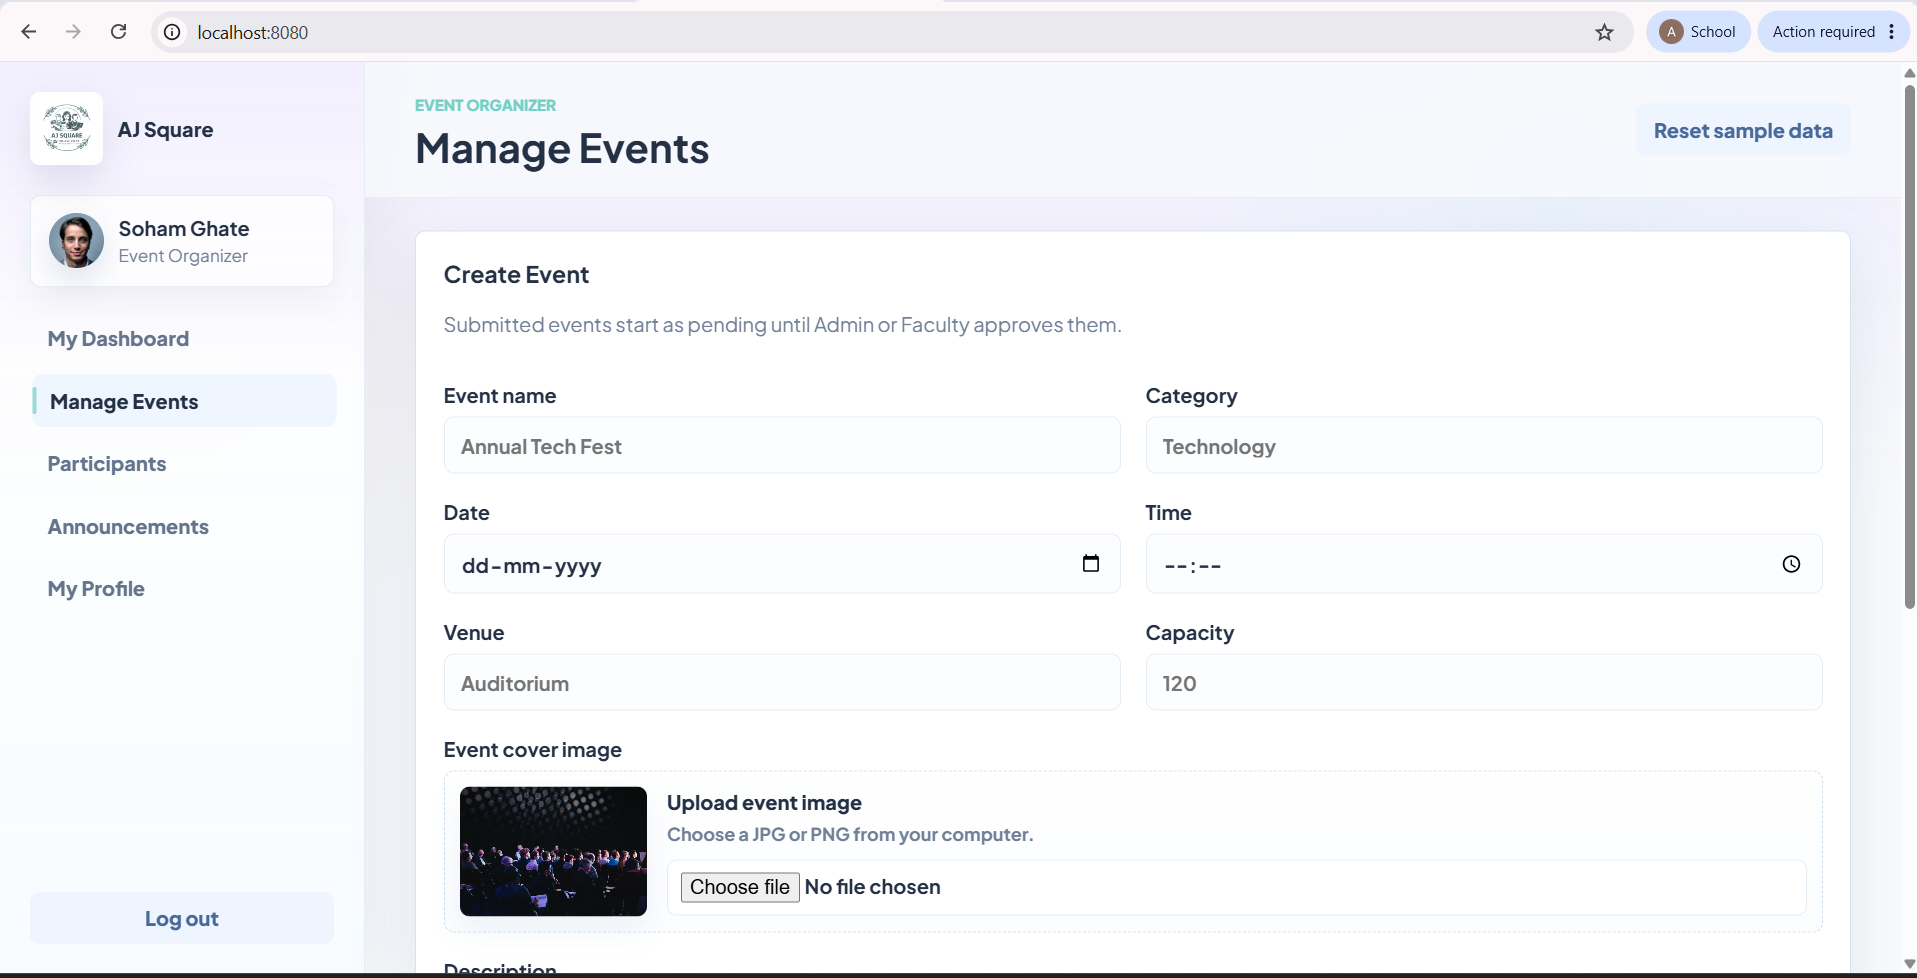 localhost:8080
A School
Action required
AJ SQUARE
AJ Square
EVENT ORGANIZER
Manage Events
Reset sample data
Soham Ghate
Event Organizer
My Dashboard
Manage Events
Participants
Announcements
My Profile
Log out
Create Event
Submitted events start as pending until Admin or Faculty approves them.
Event name
Category
Annual Tech Fest
Technology
Date
Time
dd-mm-yyyy
--:--
Venue
Capacity
Auditorium
120
Event cover image
Upload event image
Choose a JPG or PNG from your computer.
Choose file No file chosen
Description